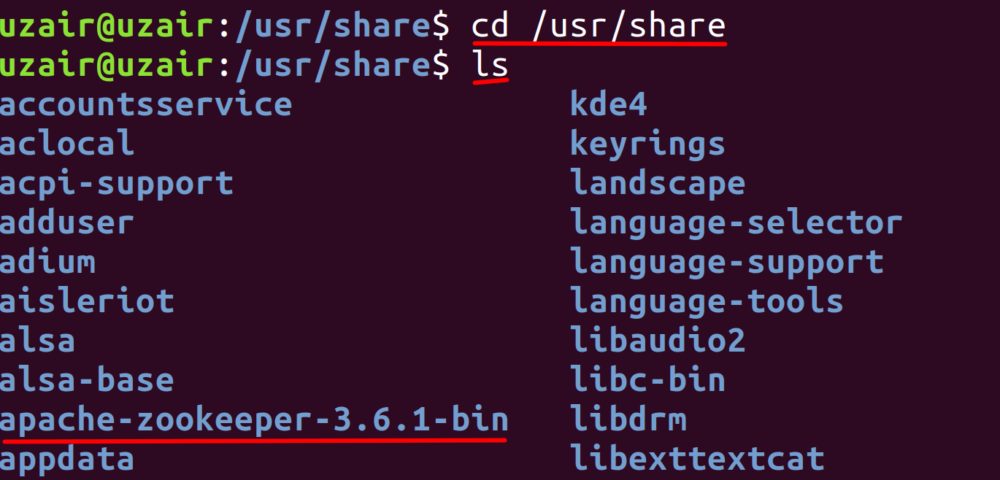 uzair@uzair:/usr/share$ cd /usr/share
uzair@uzair:/usr/share$ ls
accountsservice kde4
aclocal keyrings
acpi-support landscape
adduser language-selector
adium language-support
aisleriot language-tools
alsa libaudio2
alsa-base libc-bin
apache-zookeeper-3.6.1-bin libdrm
appdata libexttextcat